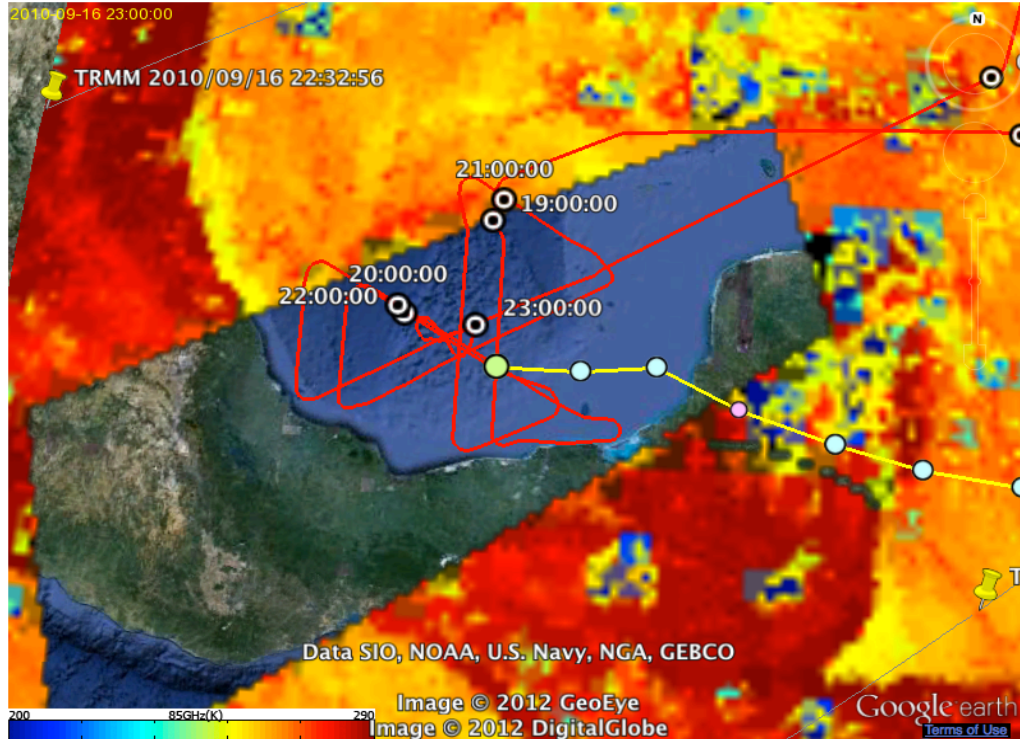 2010-09-16 23:00:00
N
TRMM 2010/09/16 22:32:56
21:00:00
19:00:00
20:00:00
22:00:00
23:00:00
T
Data SIO, NOAA, U.S. Navy, NGA, GEBCO
Image © 2012 GeoEye
Google earth
200 85GHz(K) 290
Image © 2012 DigitalGlobe
Terms of Use